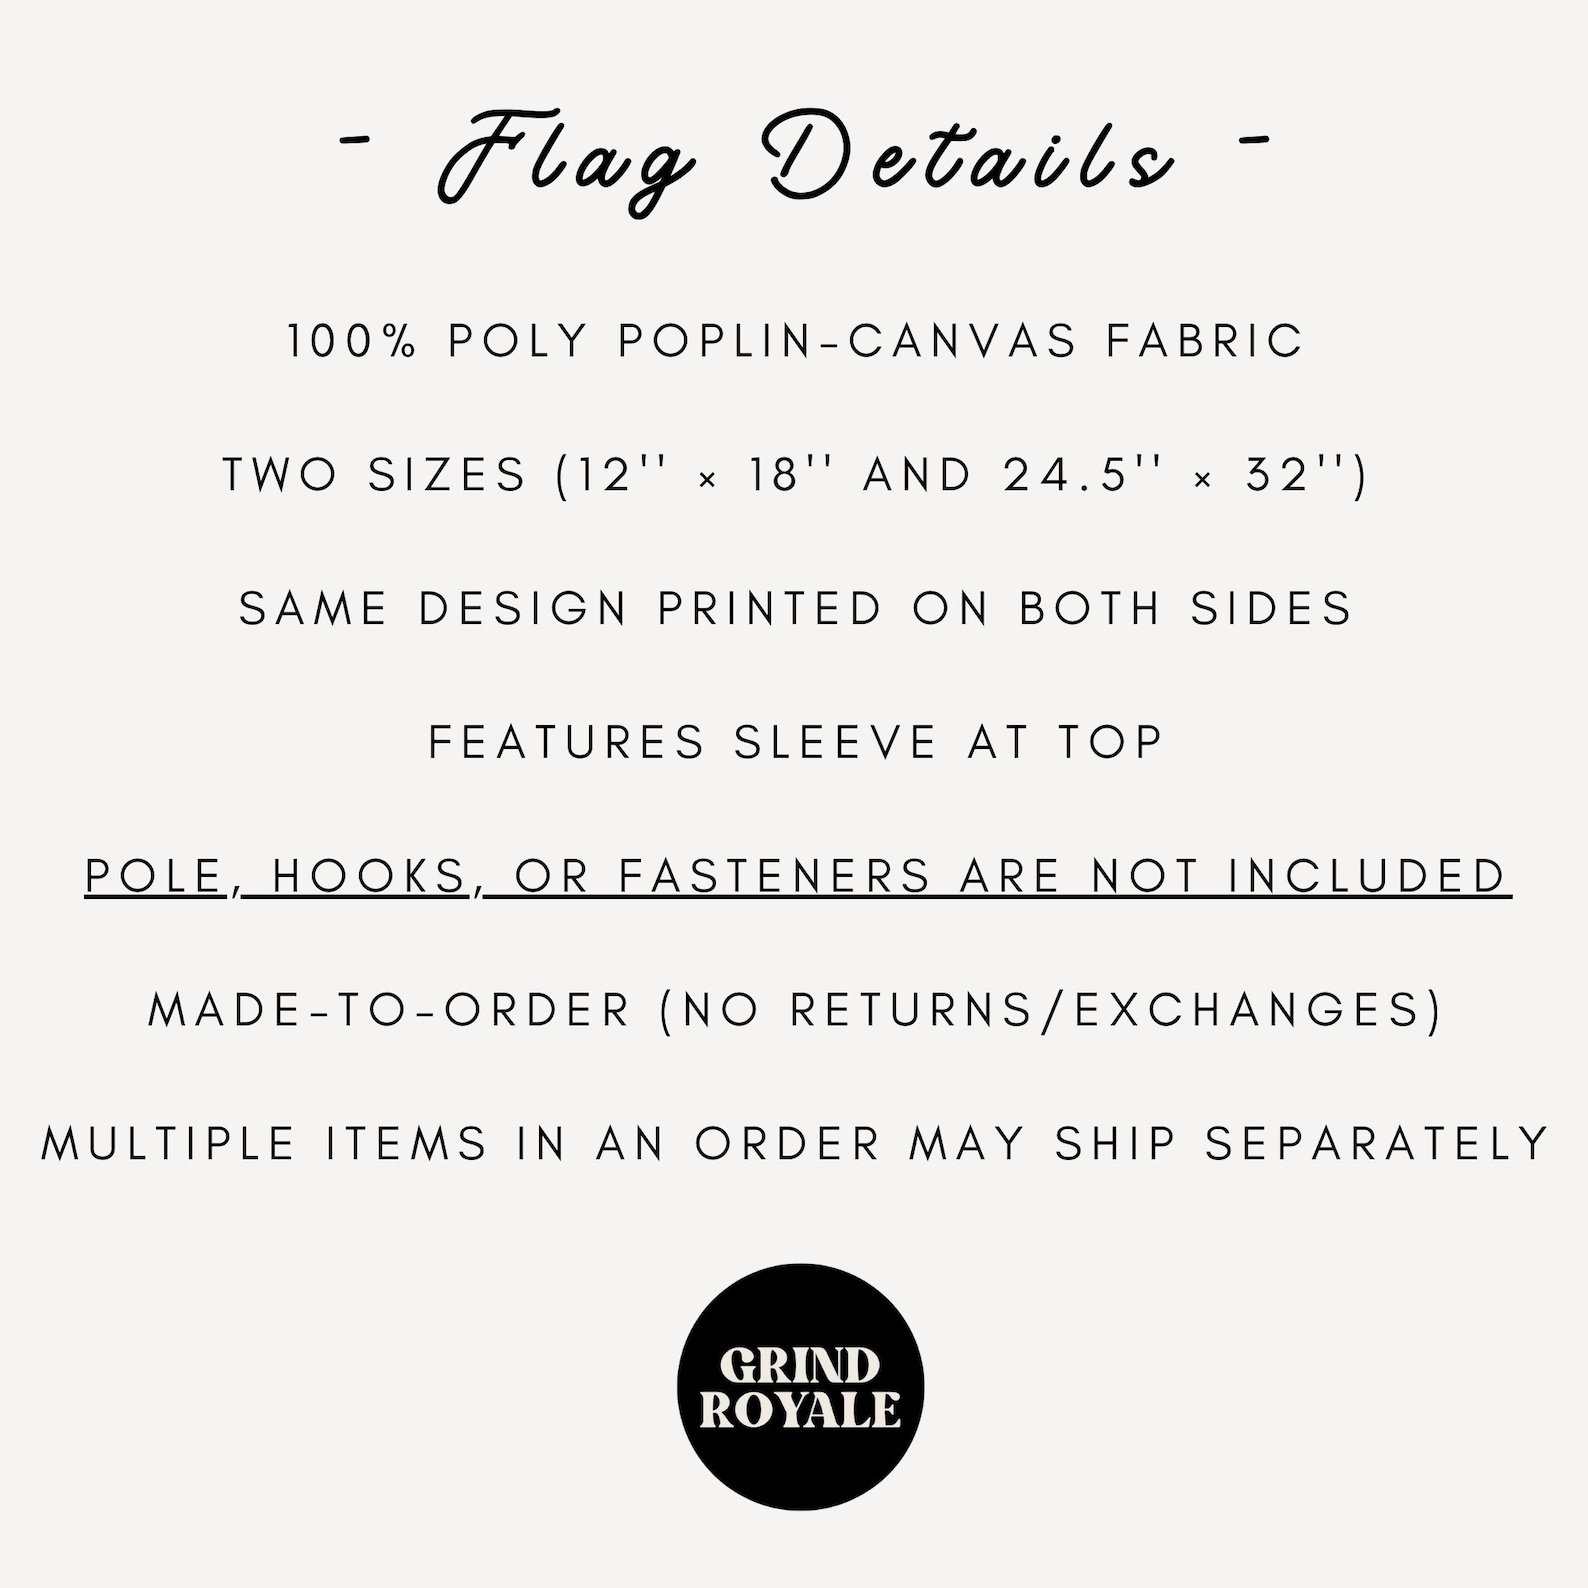 - Flag Details -
100% POLY POPLIN-CANVAS FABRIC
TWO SIZES (12'' × 18'' AND 24.5'' × 32'')
SAME DESIGN PRINTED ON BOTH SIDES
FEATURES SLEEVE AT TOP
POLE, HOOKS, OR FASTENERS ARE NOT INCLUDED
MADE-TO-ORDER (NO RETURNS/EXCHANGES)
MULTIPLE ITEMS IN AN ORDER MAY SHIP SEPARATELY
GRIND
ROYALE